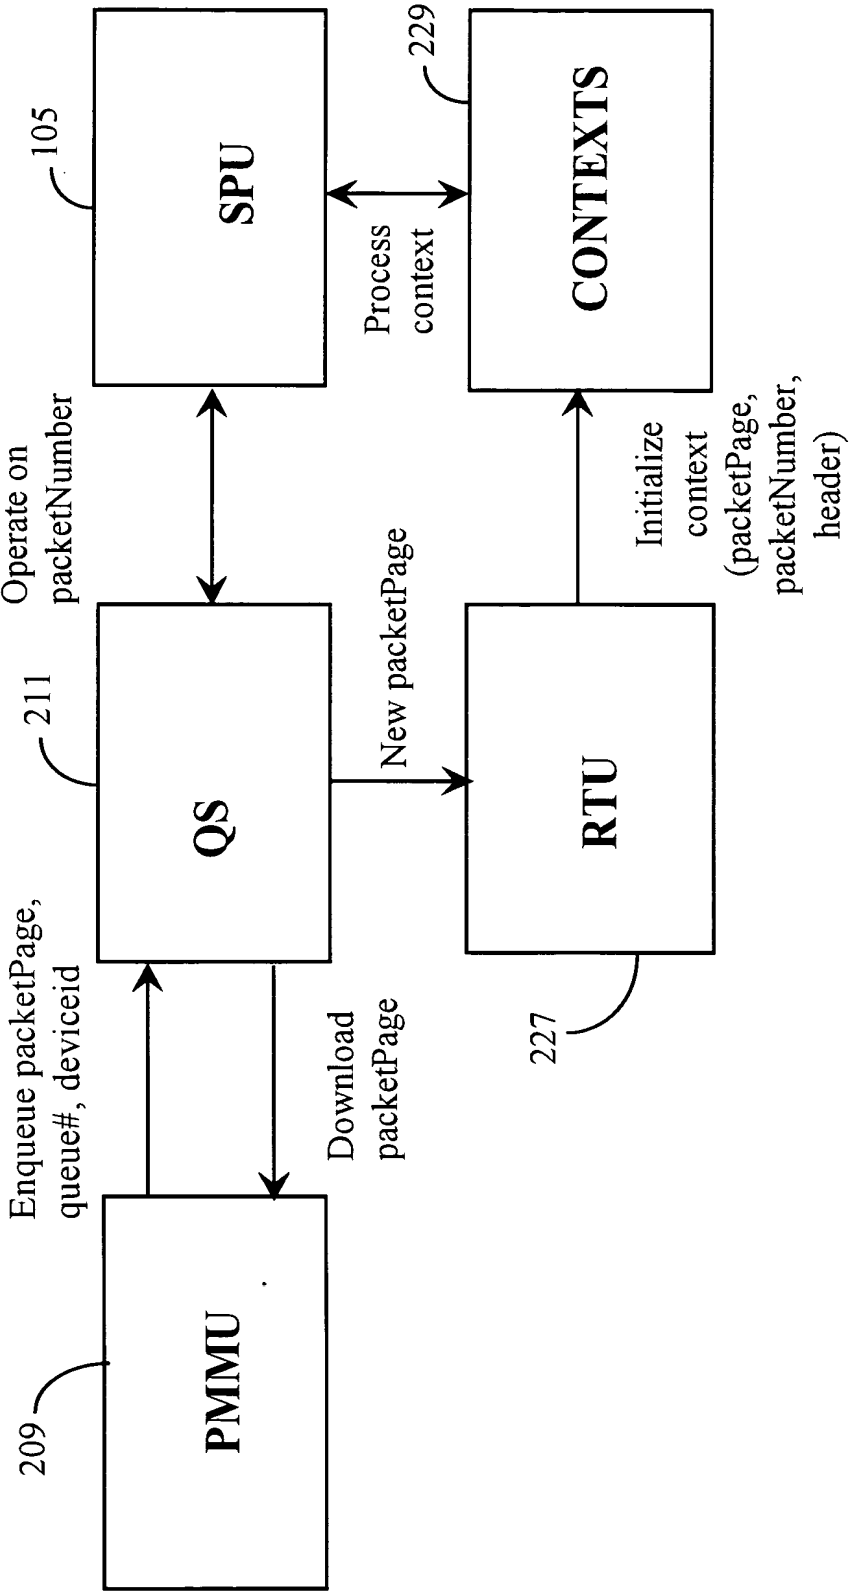 Enqueue packetPage,
queue#, deviceid
Operate on
packetNumber
209
211
105
PMMU
QS
SPU
Download
packetPage
New packetPage
Process
context
229
227
RTU
CONTEXTS
Initialize
context
(packetPage,
packetNumber,
header)